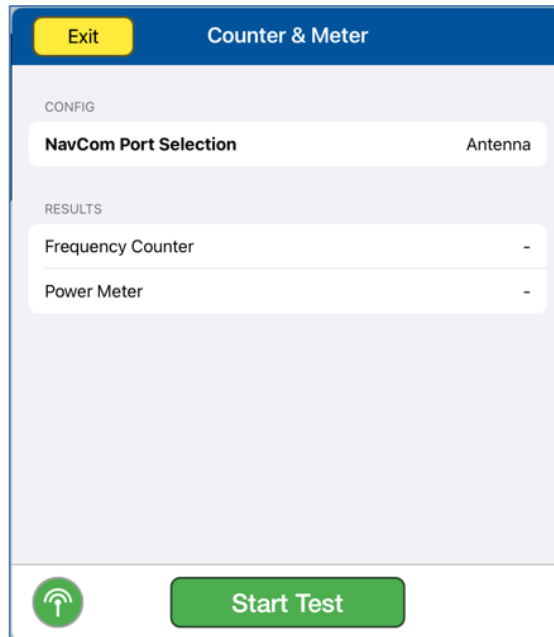 Exit
Counter & Meter
CONFIG
NavCom Port Selection Antenna
RESULTS
Frequency Counter -
Power Meter -
Start Test